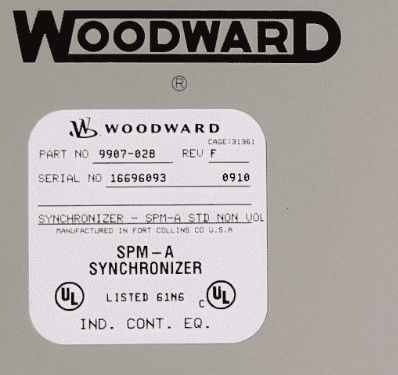 WOODWARD
®
WOODWARD
CAGE:31361
PART NO 9907-028 REV F
SERIAL NO 16696093 0910
SYNCHRONIZER - SPM-A STD NON VOL
MANUFACTURED IN FORT COLLINS CO U.S.A
SPM-A
SYNCHRONIZER
UL LISTED 61N6 C UL
IND. CONT. EQ.